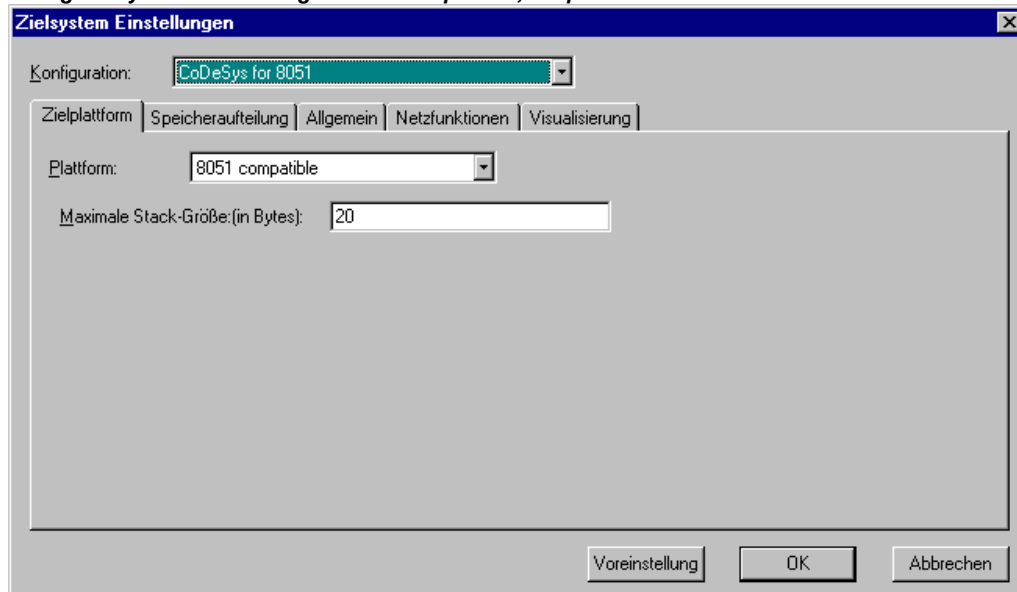 Zielsystem Einstellungen
Konfiguration: CoDeSys for 8051
Zielplattform Speicheraufteilung Allgemein Netzfunktionen Visualisierung
Plattform: 8051 compatible
Maximale Stack-Größe:(in Bytes): 20
Voreinstellung OK Abbrechen